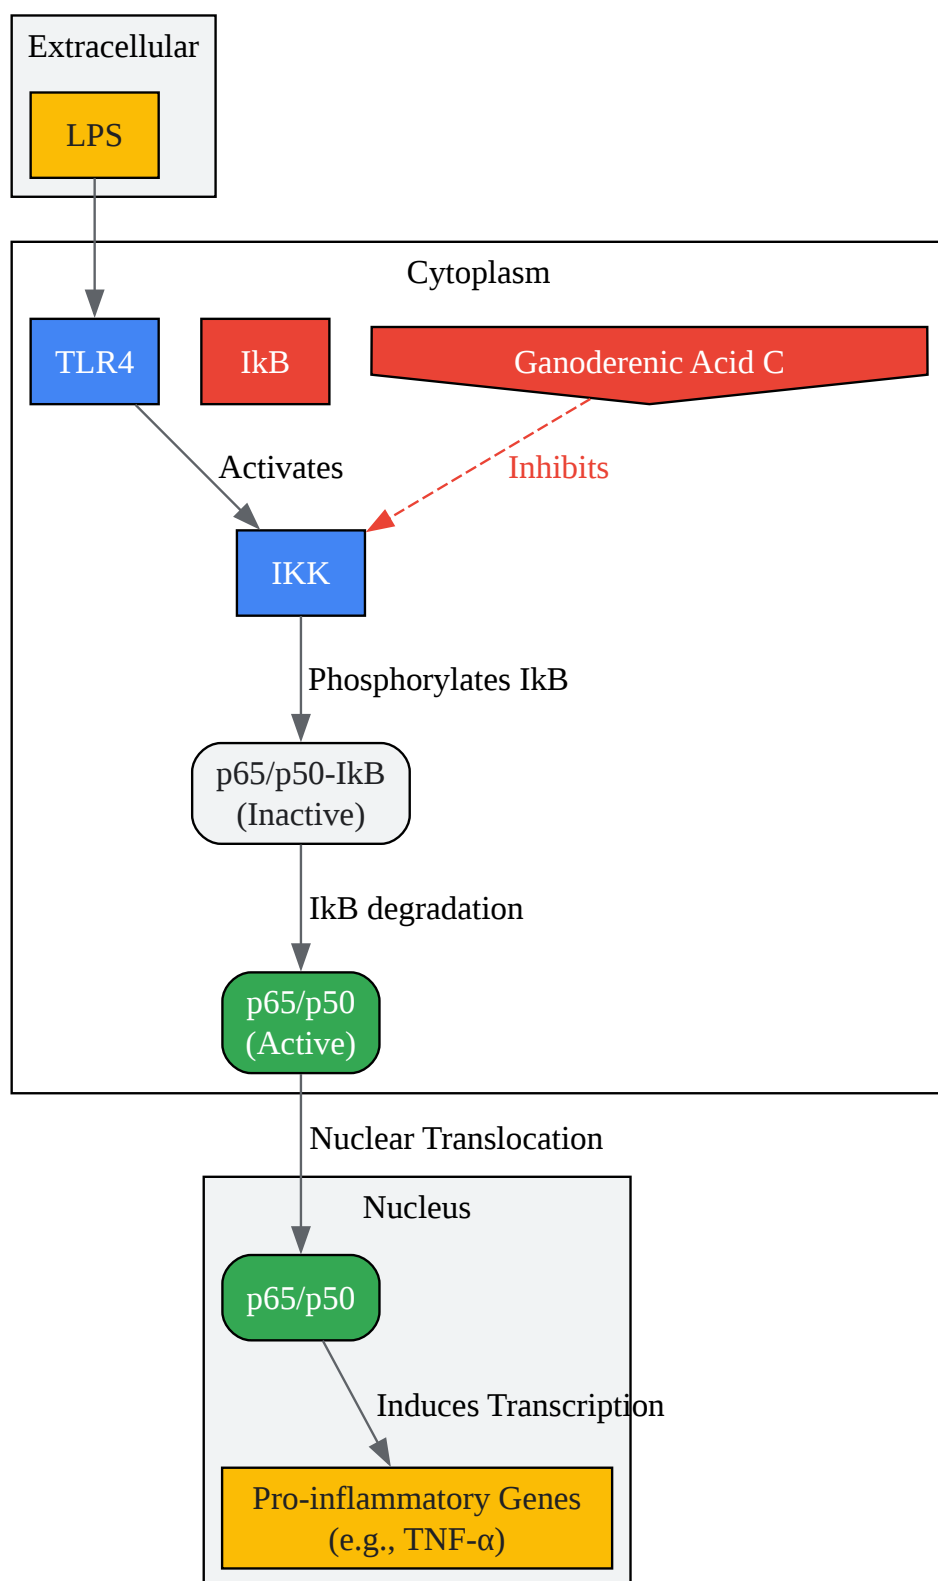 Extracellular
LPS
Cytoplasm
TLR4
IkB
Ganoderenic Acid C
Activates
Inhibits
IKK
Phosphorylates IkB
p65/p50-IkB
(Inactive)
IkB degradation
p65/p50
(Active)
Nuclear Translocation
Nucleus
p65/p50
Induces Transcription
Pro-inflammatory Genes
(e.g., TNF-α)